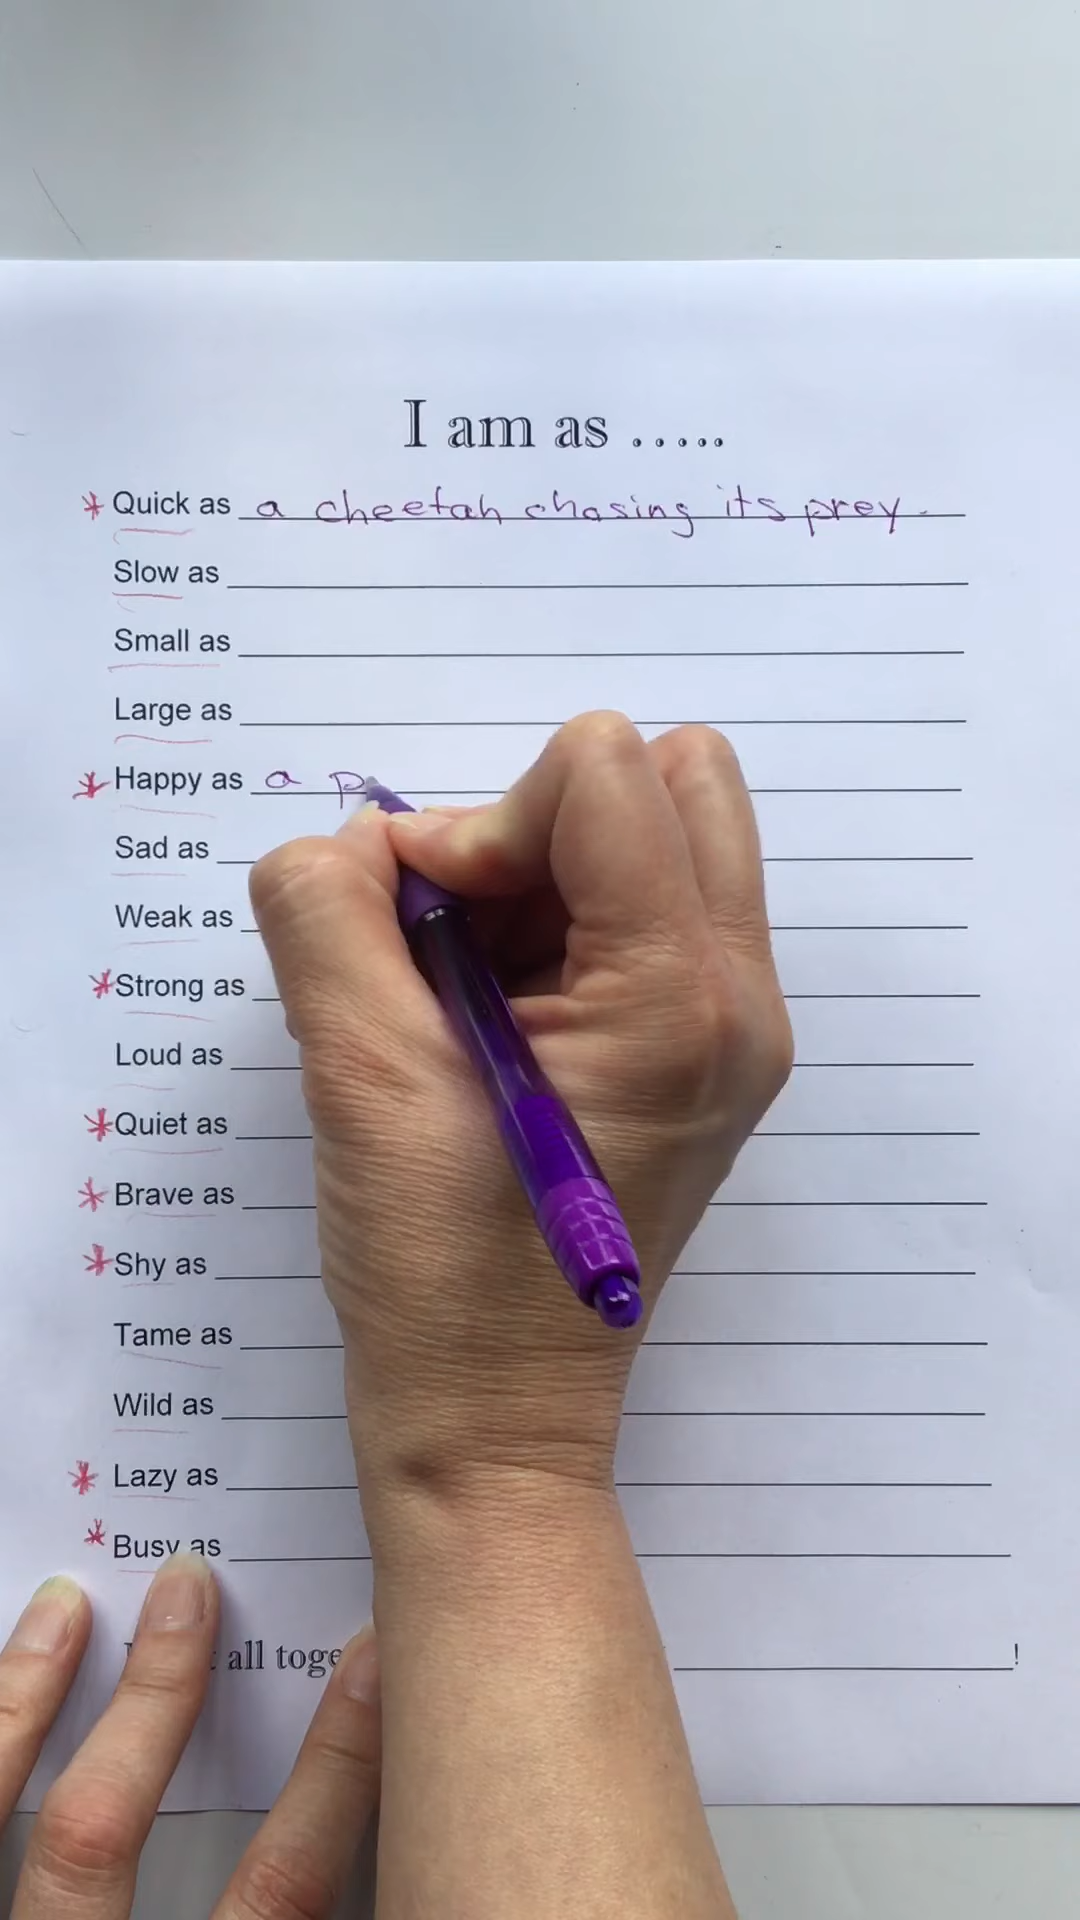 I am as .....
Quick as a cheetah chasing its prey.
Slow as
Small as
Large as
Happy as a p
Sad as
Weak as
Strong as
Loud as
Quiet as
Brave as
Shy as
Tame as
Wild as
Lazy as
Busy as
all !